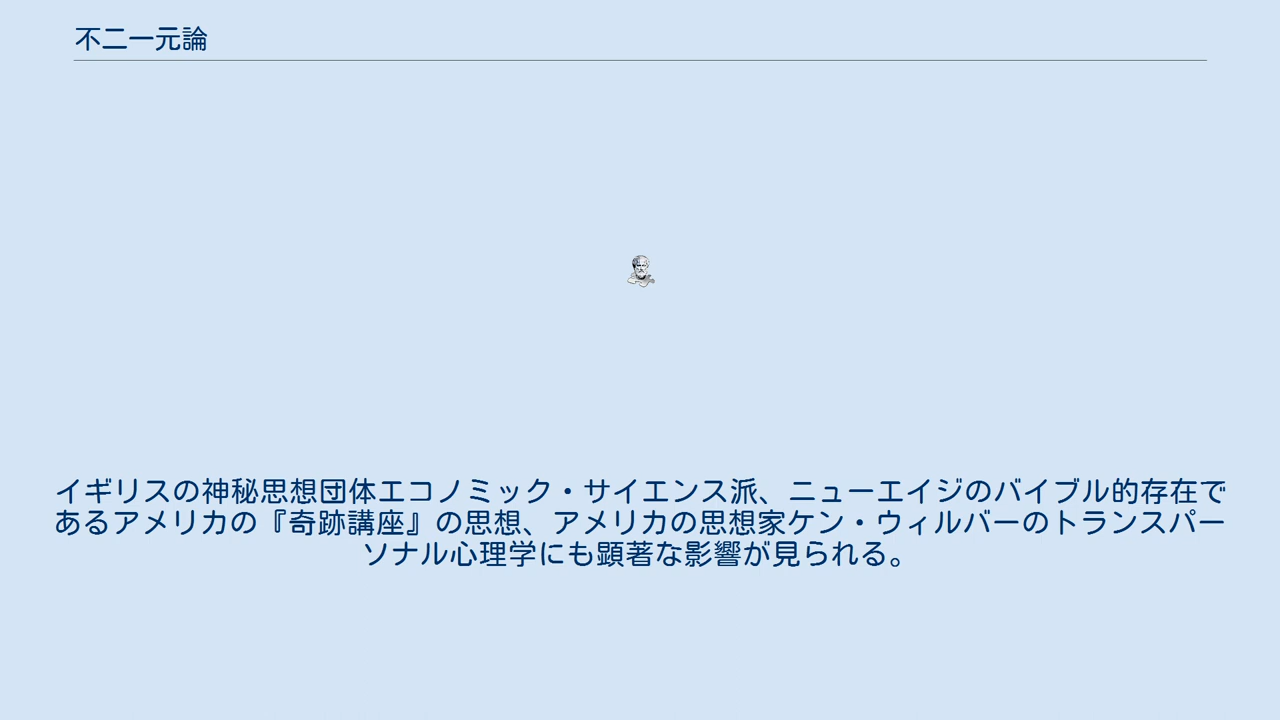 不二一元論
イギリスの神秘思想団体エコノミック・サイエンス派、ニューエイジのバイブル的存在で
あるアメリカの『奇跡講座』の思想、アメリカの思想家ケン・ウィルバーのトランスパー
ソナル心理学にも顕著な影響が見られる。